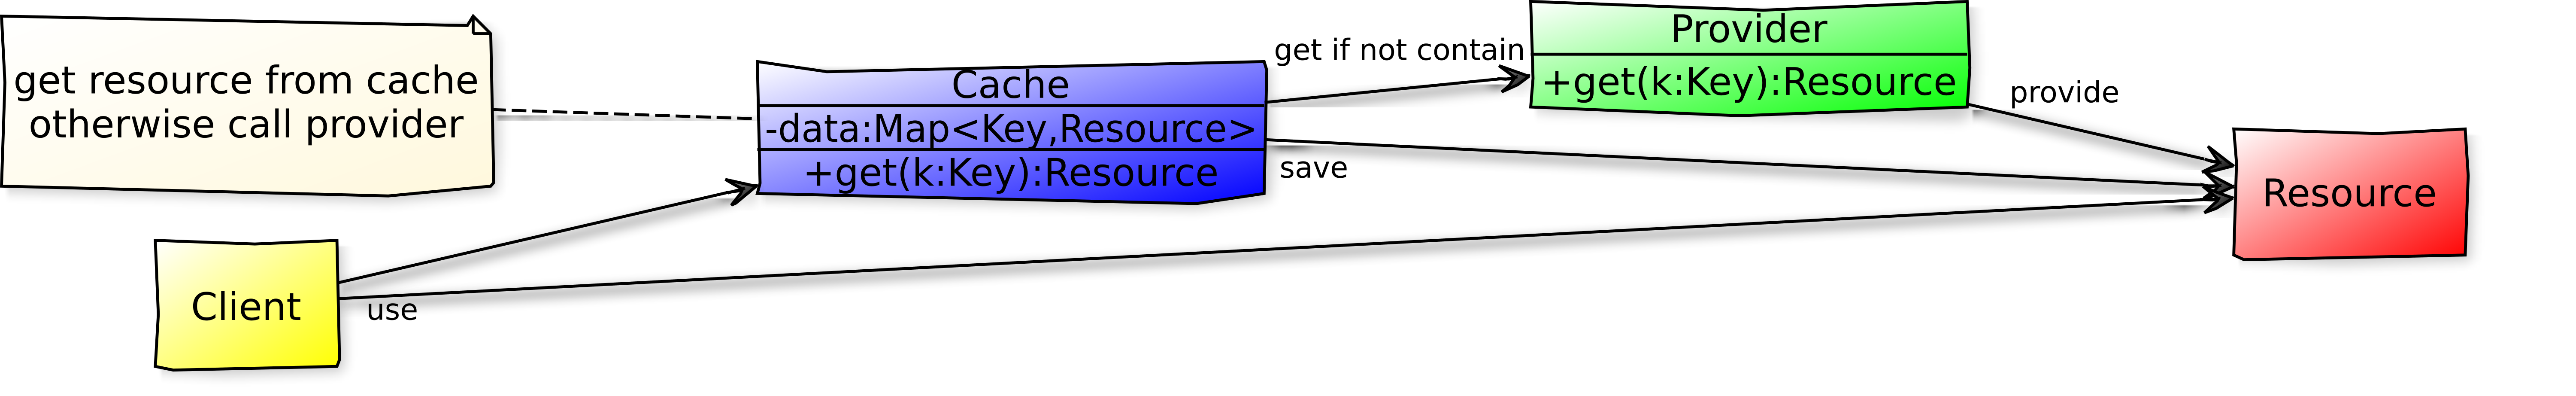 get resource from cache
otherwise call provider
Cache
-data:Map<Key,Resource>
+get(k:Key):Resource
get if not contain
Provider
+get(k:Key):Resource
provide
save
Resource
Client
use